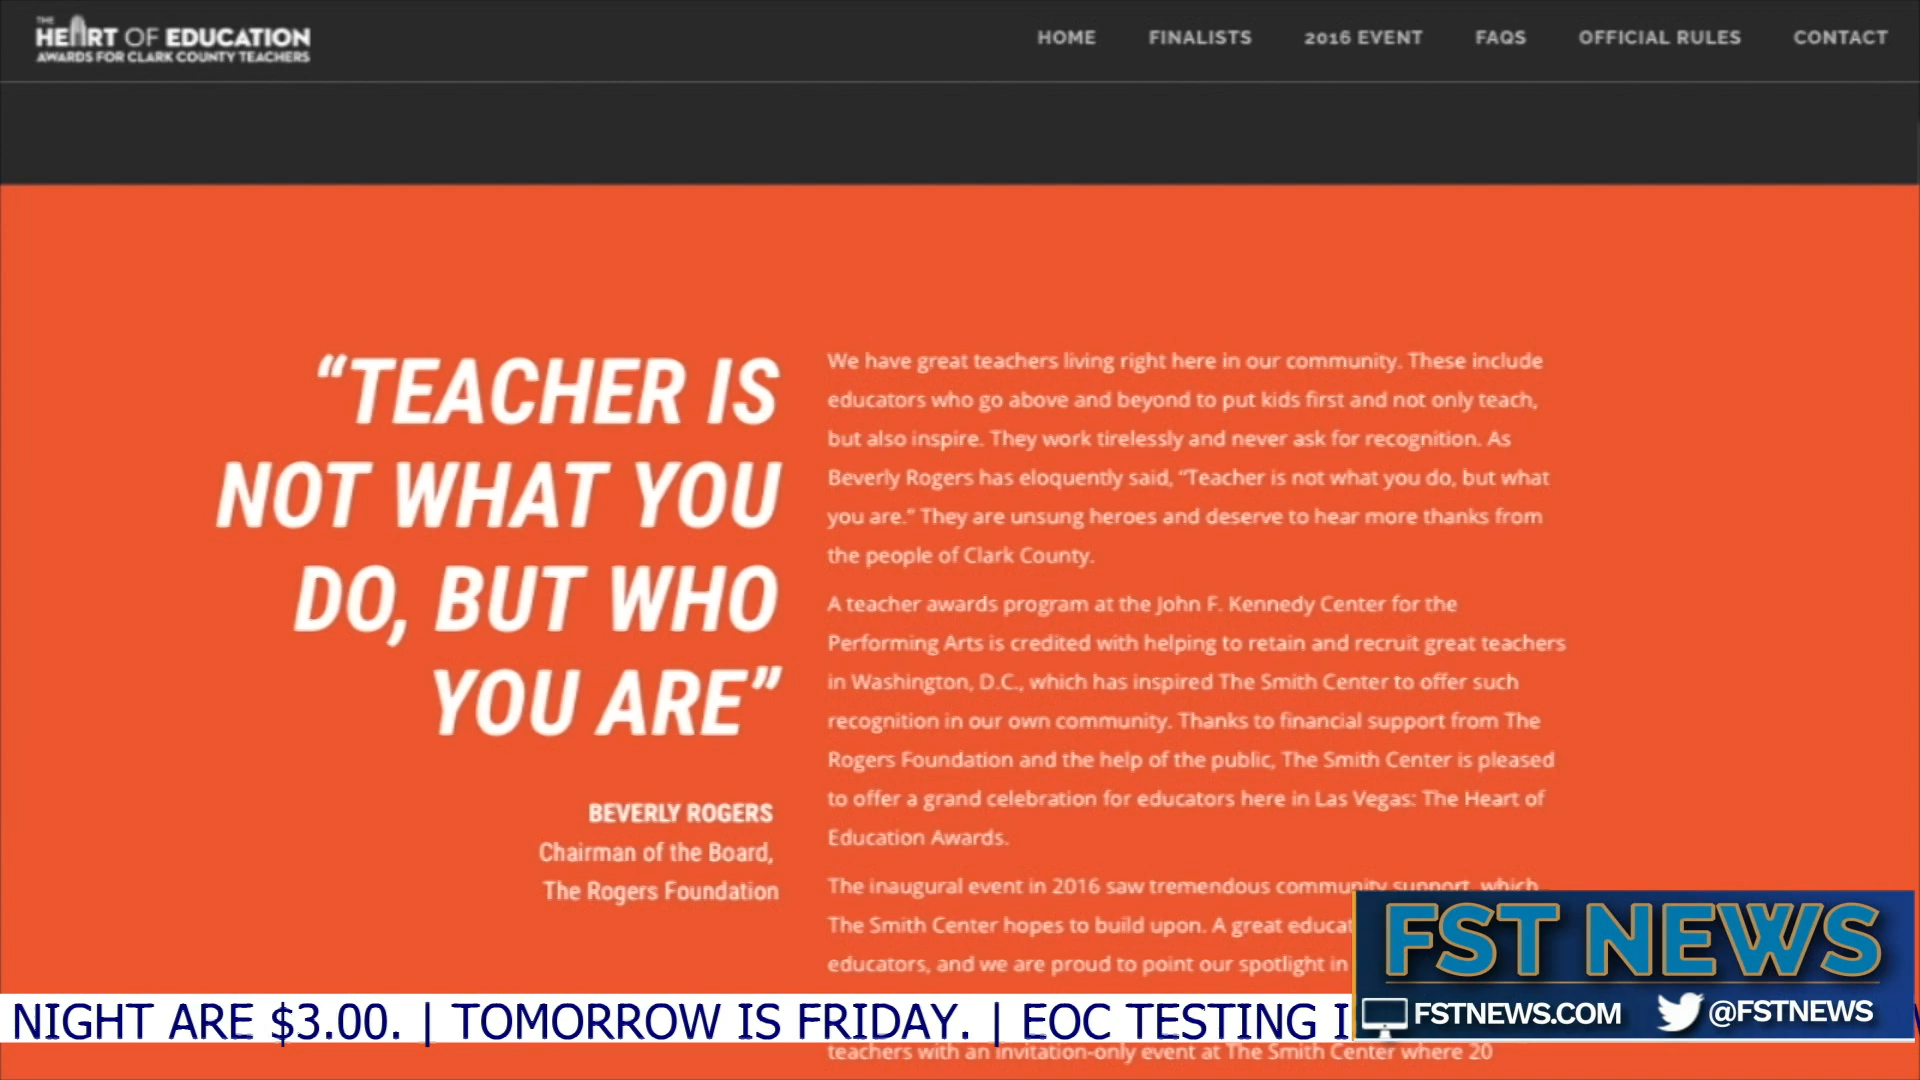 THE
HEART OF EDUCATION
AWARDS FOR CLARK COUNTY TEACHERS
HOME
FINALISTS
2016 EVENT
FAQS
OFFICIAL RULES
CONTACT
“TEACHER IS
NOT WHAT YOU
DO, BUT WHO
YOU ARE”
BEVERLY ROGERS
Chairman of the Board,
The Rogers Foundation
We have great teachers living right here in our community. These include
educators who go above and beyond to put kids first and not only teach,
but also inspire. They work tirelessly and never ask for recognition. As
Beverly Rogers has eloquently said, “Teacher is not what you do, but what
you are.” They are unsung heroes and deserve to hear more thanks from
the people of Clark County.
A teacher awards program at the John F. Kennedy Center for the
Performing Arts is credited with helping to retain and recruit great teachers
in Washington, D.C., which has inspired The Smith Center to offer such
recognition in our own community. Thanks to financial support from The
Rogers Foundation and the help of the public, The Smith Center is pleased
to offer a grand celebration for educators here in Las Vegas: The Heart of
Education Awards.
The inaugural event in 2016 saw tremendous community support, which
The Smith Center hopes to build upon. A great educat
educators, and we are proud to point our spotlight in
teachers with an invitation-only event at The Smith Center where 20
NIGHT ARE $3.00. | TOMORROW IS FRIDAY. | EOC TESTING I
FST NEWS
FSTNEWS.COM
@FSTNEWS